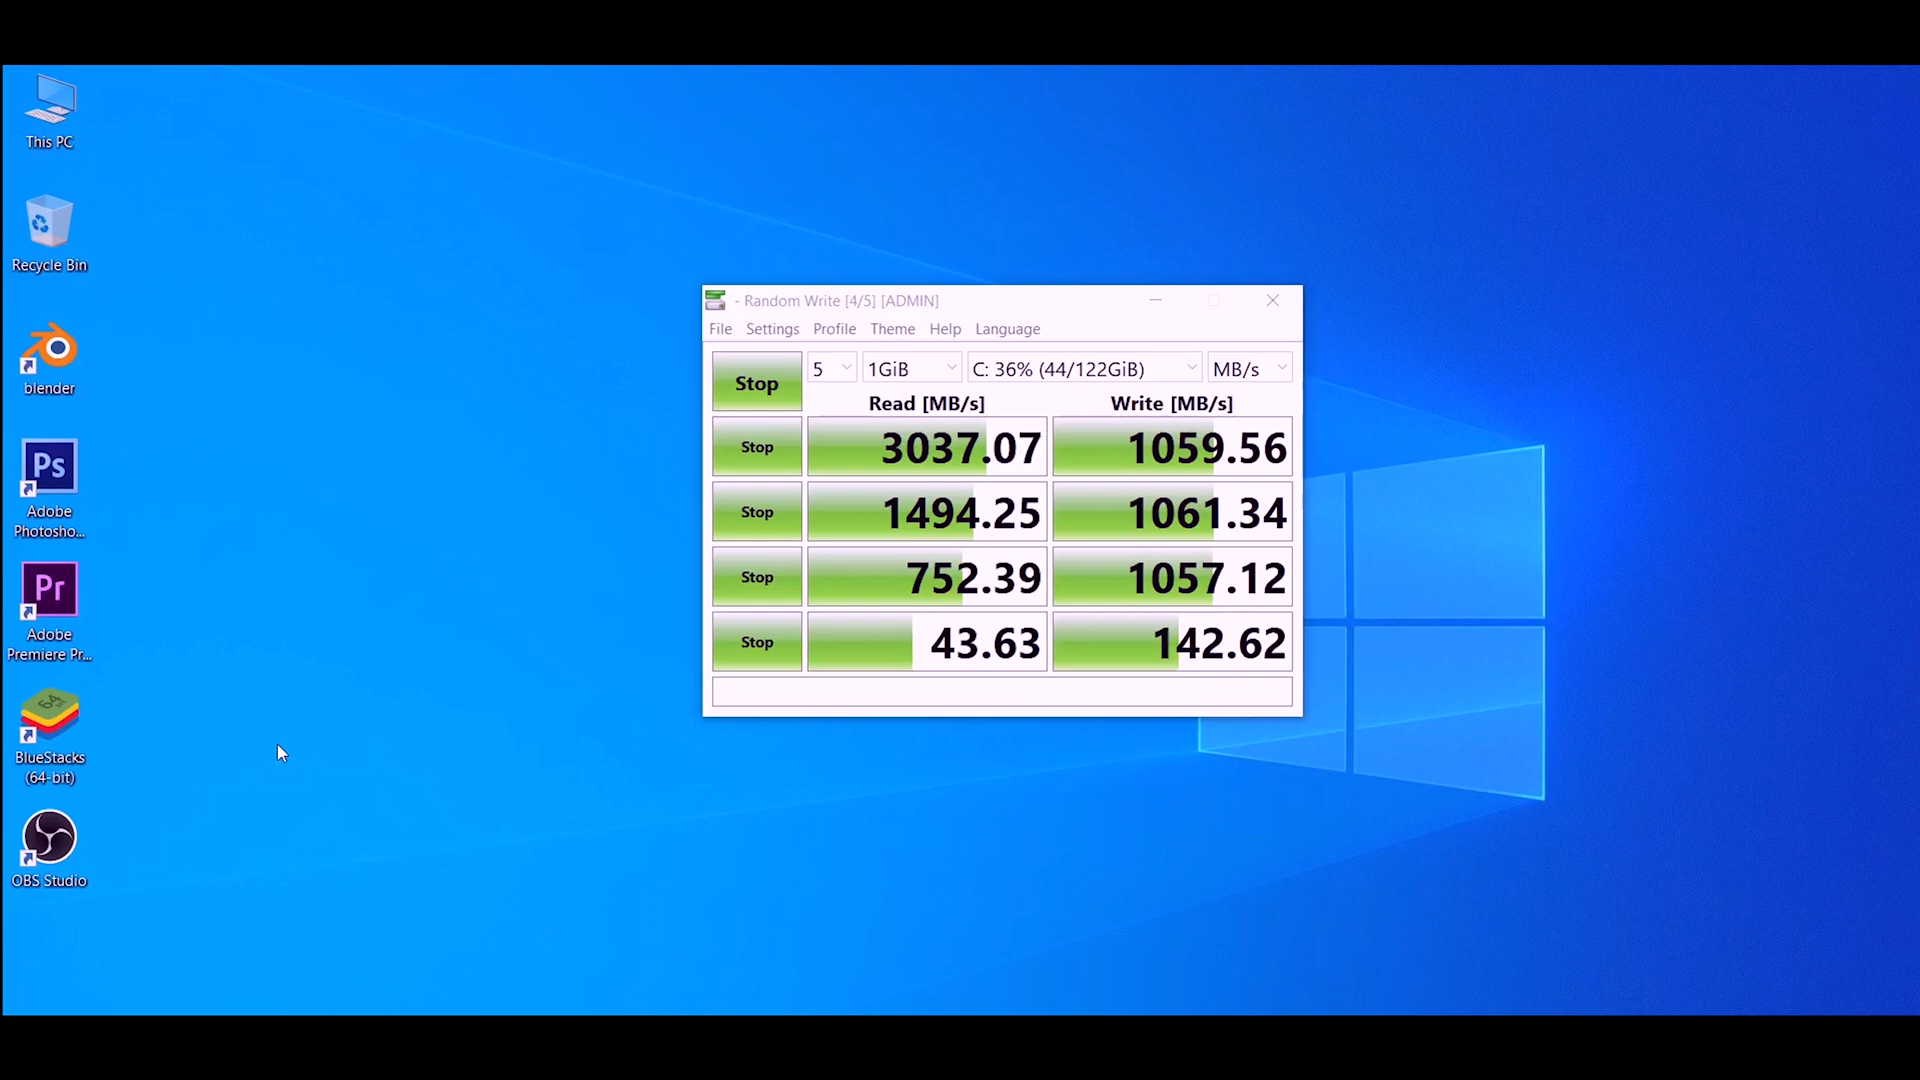 This PC
Recycle Bin
blender
Ps
Adobe
Photosho...
Pr
Adobe
Premiere Pr...
64
bit
BlueStacks
(64-bit)
OBS Studio
- Random Write [4/5] [ADMIN]
File Settings Profile Theme Help Language
Stop 5 1GiB C: 36% (44/122GiB) MB/s
Read [MB/s] Write [MB/s]
Stop 3037.07 1059.56
Stop 1494.25 1061.34
Stop 752.39 1057.12
Stop 43.63 142.62